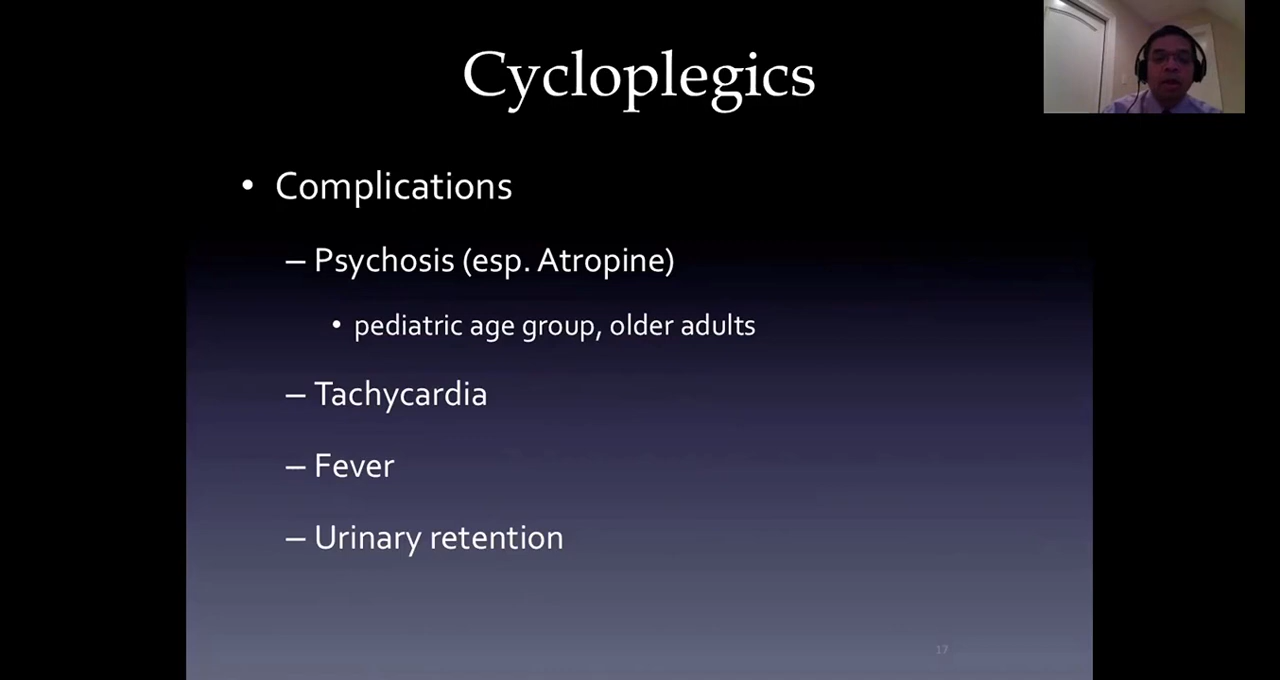 Cycloplegics
• Complications
– Psychosis (esp. Atropine)
• pediatric age group, older adults
– Tachycardia
– Fever
– Urinary retention
17